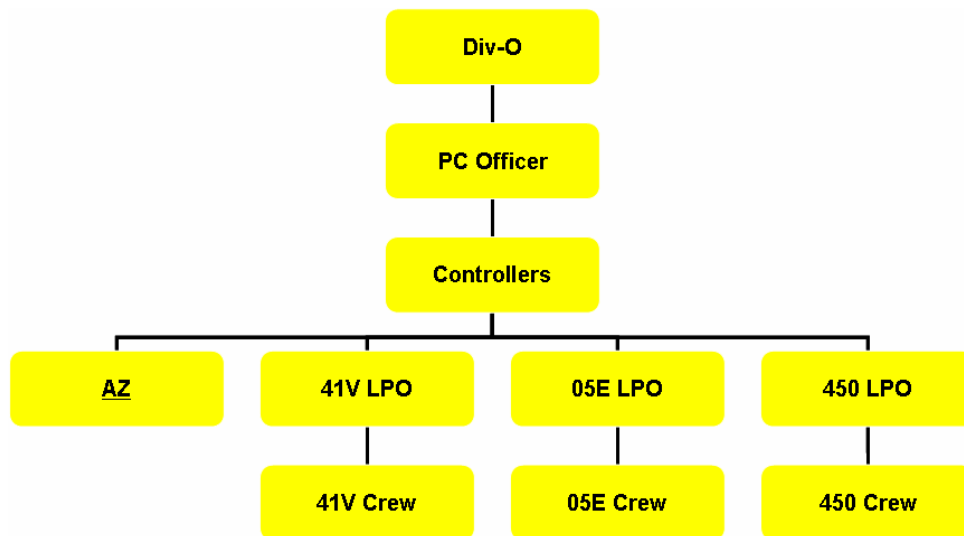 Div-O
PC Officer
Controllers
AZ
41V LPO
05E LPO
450 LPO
41V Crew
05E Crew
450 Crew